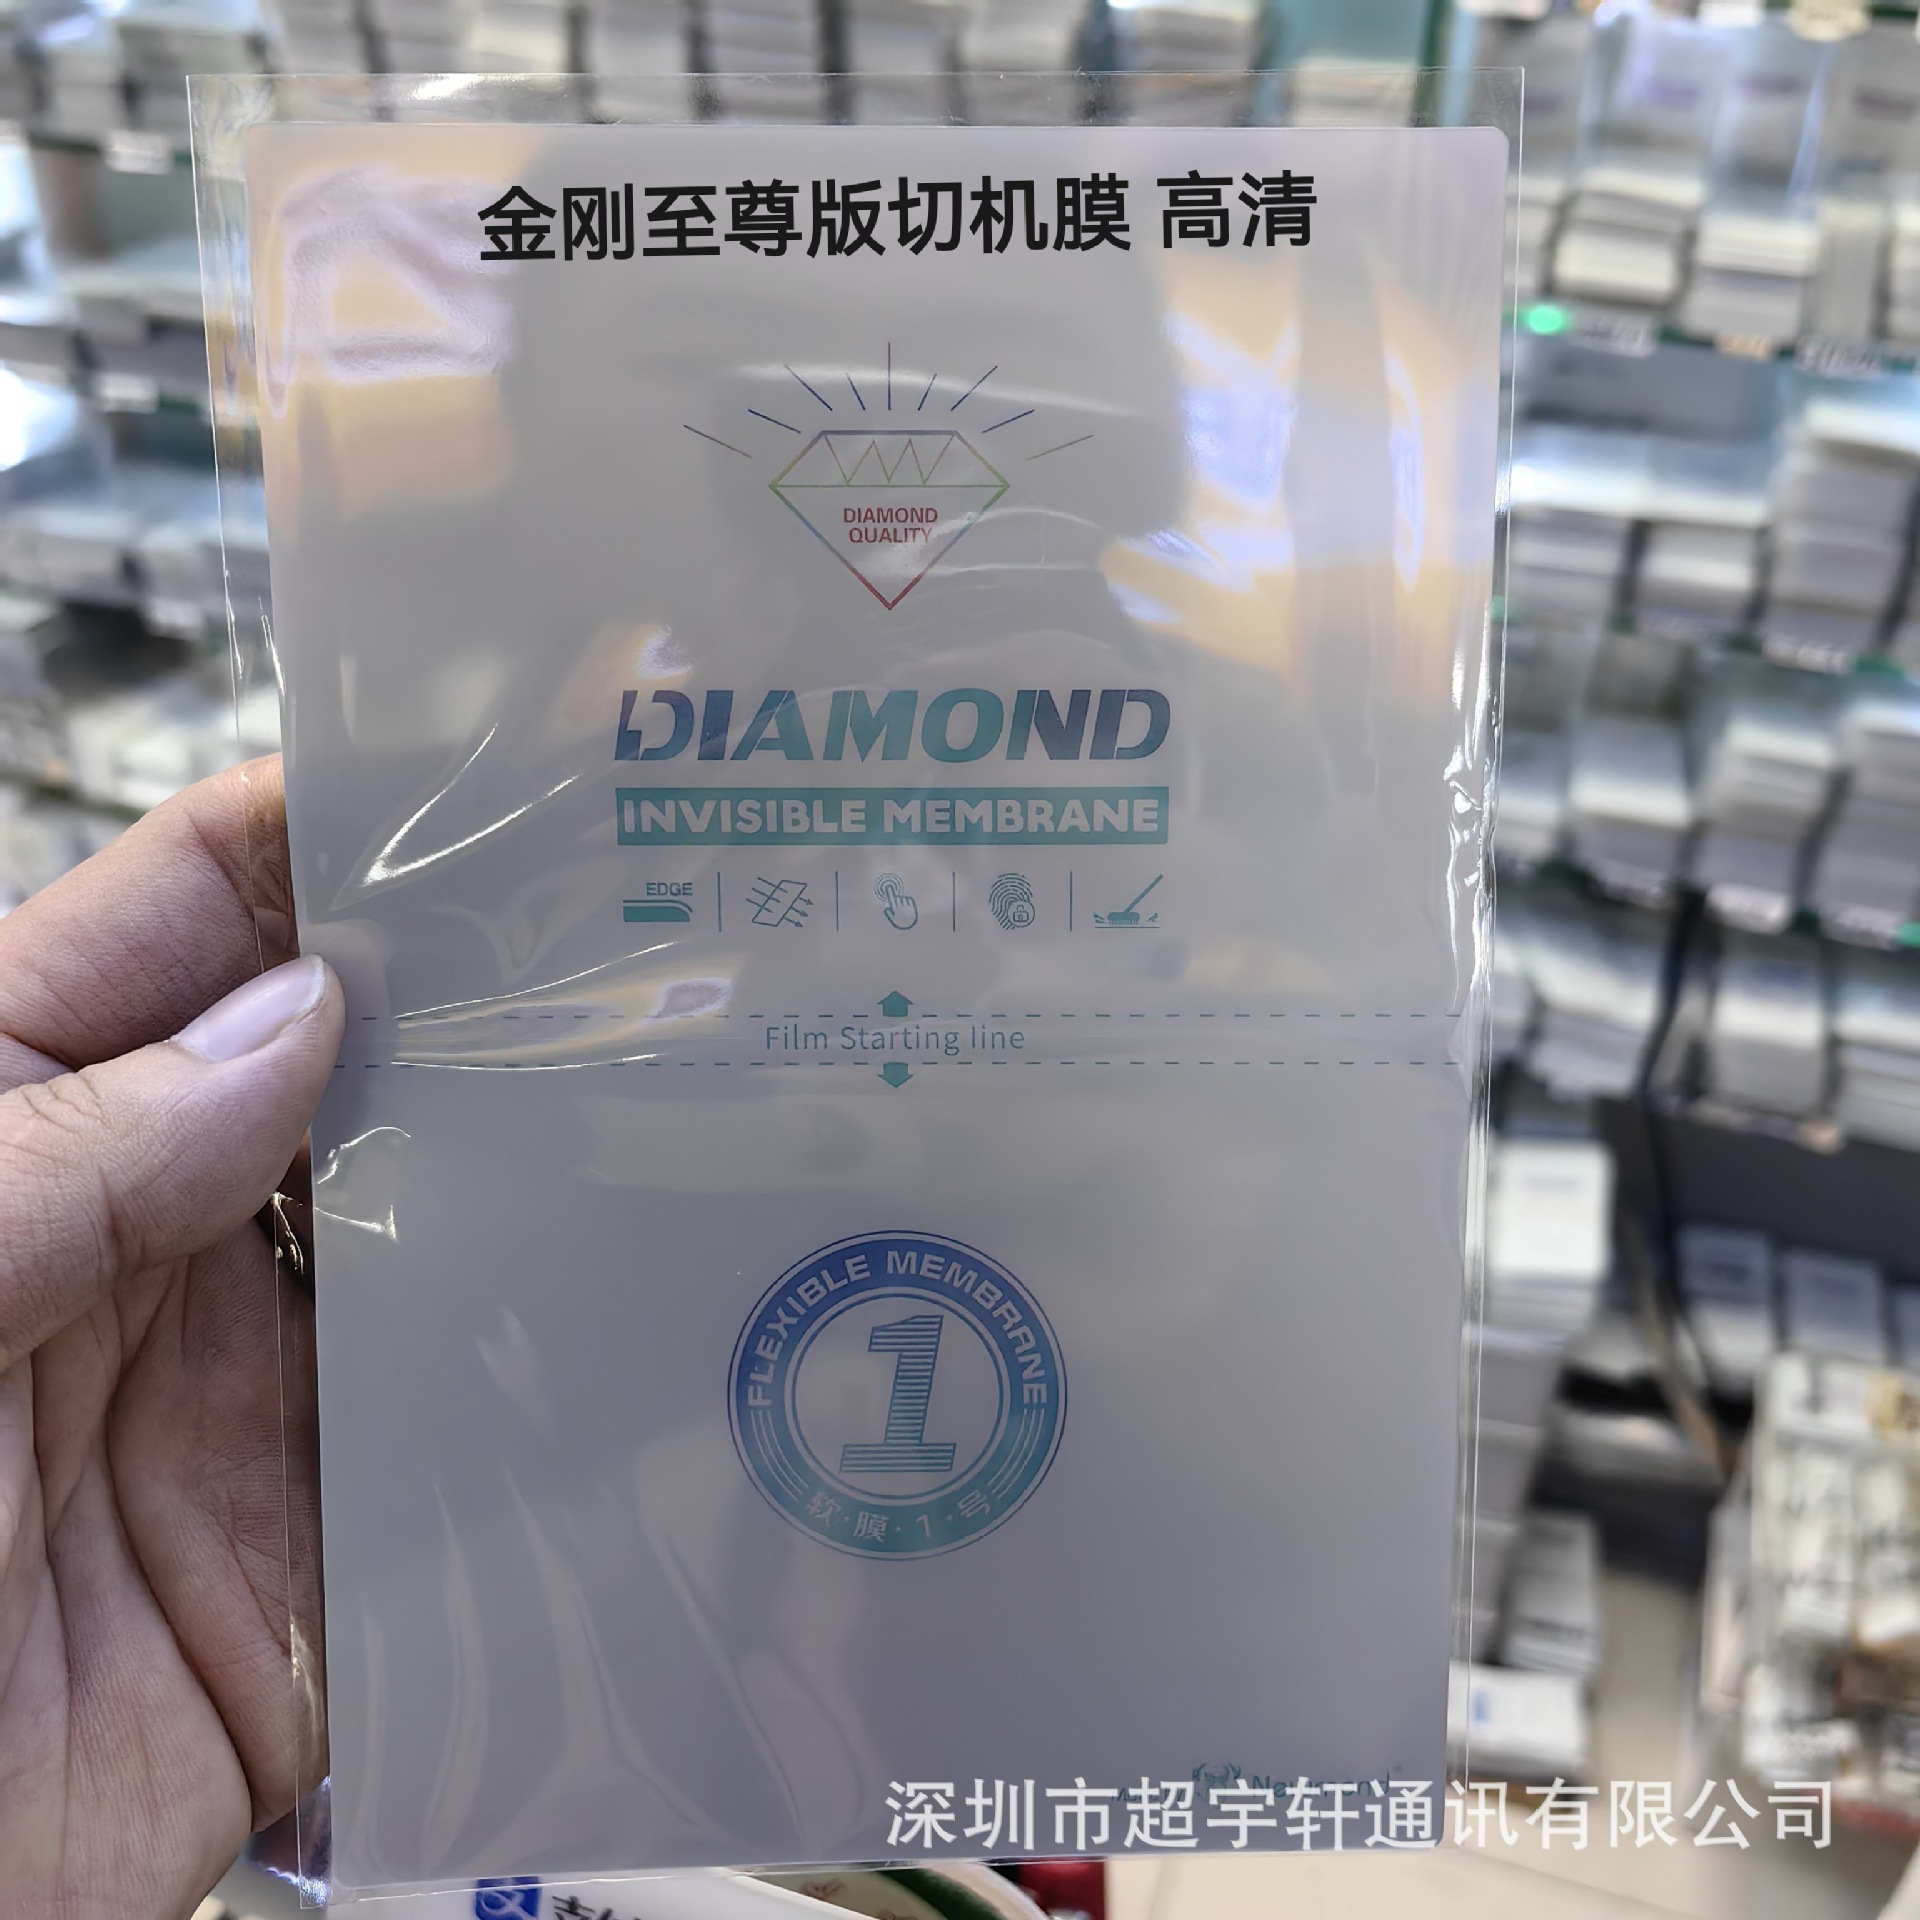 金刚至尊版切机膜 高清
DIAMOND
QUALITY
DIAMOND
INVISIBLE MEMBRANE
EDGE
Film Starting line
FLEXIBLE MEMBRANE
1
软·膜·1·号
深圳市超宇轩通讯有限公司